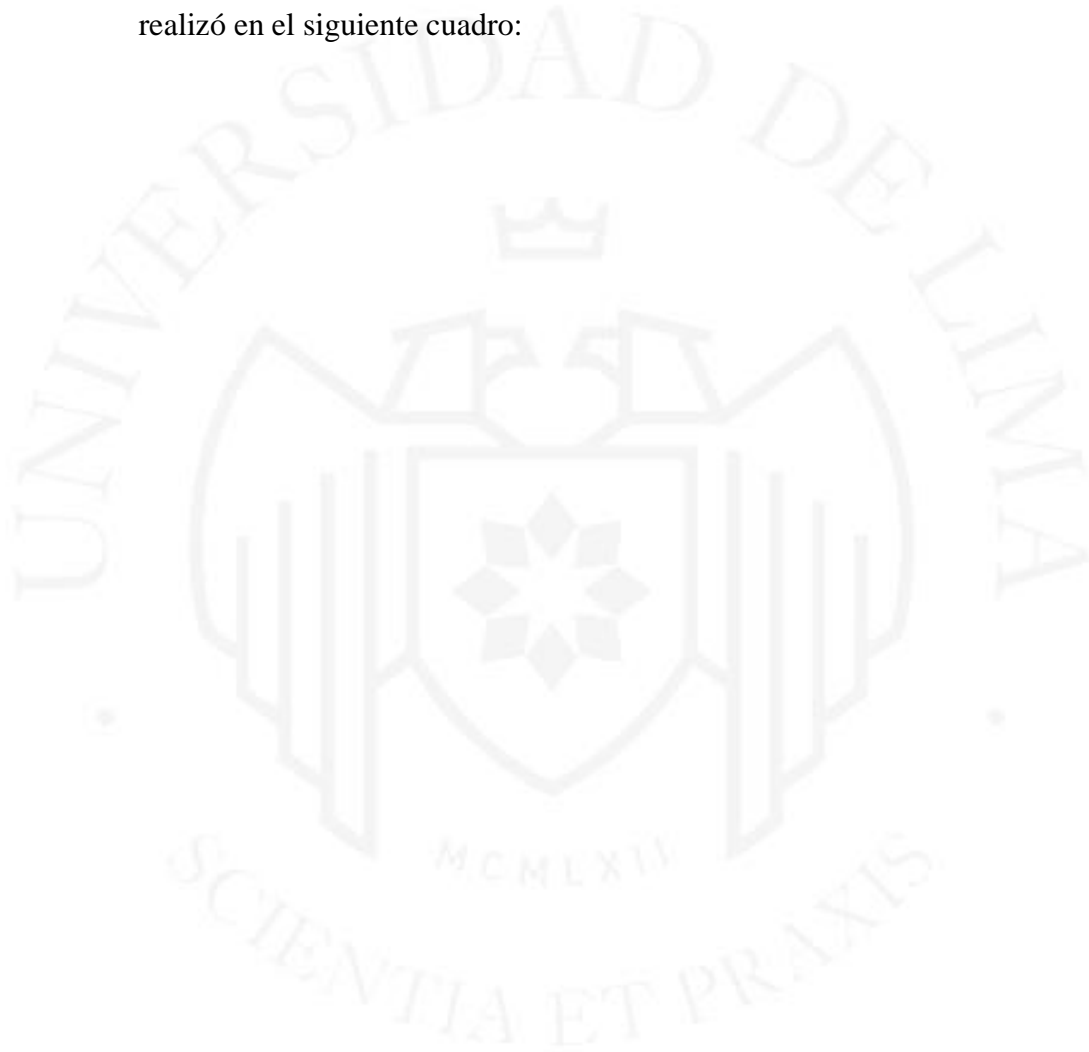 realizó en el siguiente cuadro:
UNIVERSIDAD DE LIMA
MCMLXII
SCIENTIA ET PRAXIS